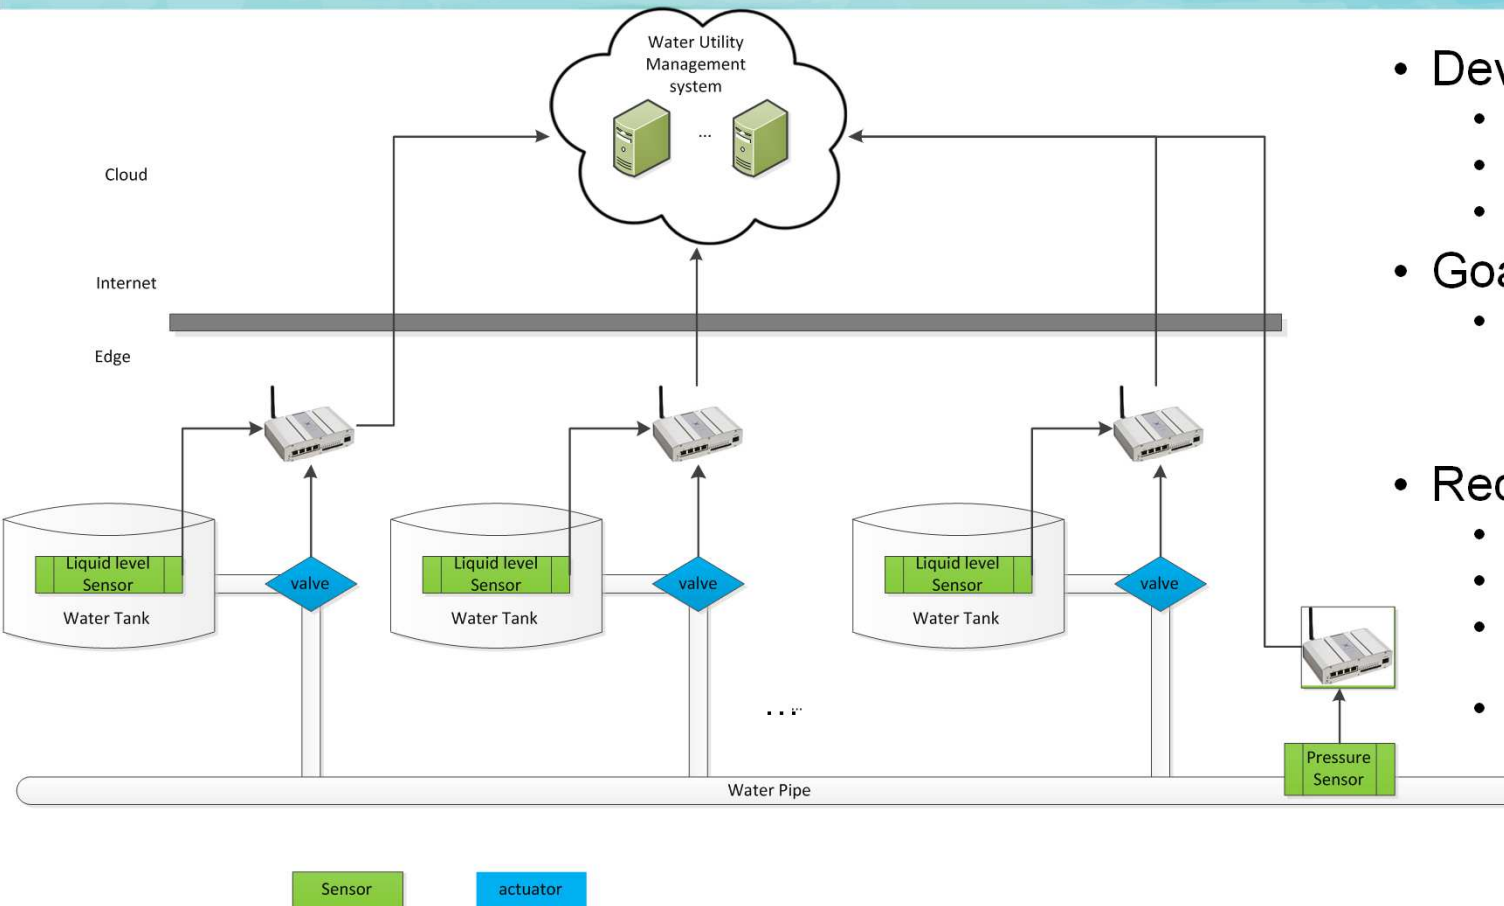 Water Utility
Management
system
...
Cloud
Internet
Edge
Liquid level
Sensor
Water Tank
valve
Liquid level
Sensor
Water Tank
valve
Liquid level
Sensor
Water Tank
valve
...
...
Pressure
Sensor
Water Pipe
Sensor
actuator